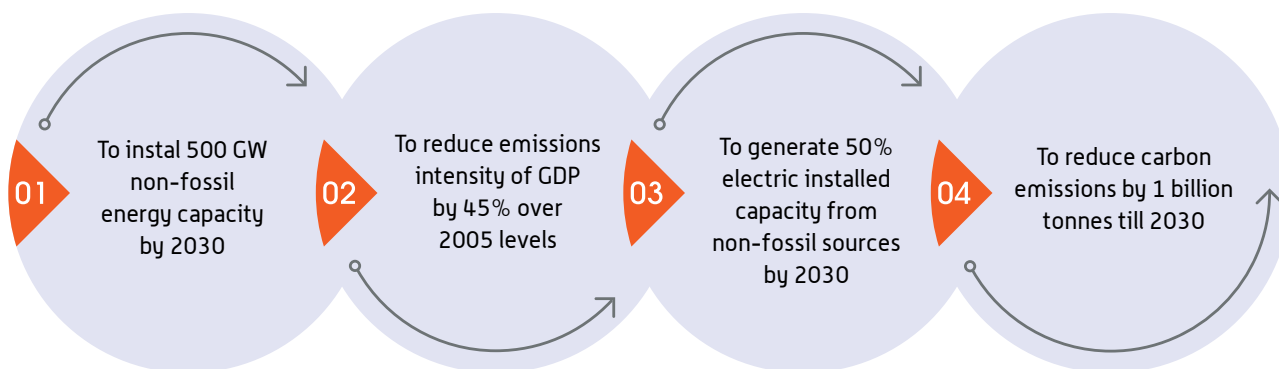 01
To instal 500 GW
non-fossil
energy capacity
by 2030
02
To reduce emissions
intensity of GDP
by 45% over
2005 levels
03
To generate 50%
electric installed
capacity from
non-fossil sources
by 2030
04
To reduce carbon
emissions by 1 billion
tonnes till 2030